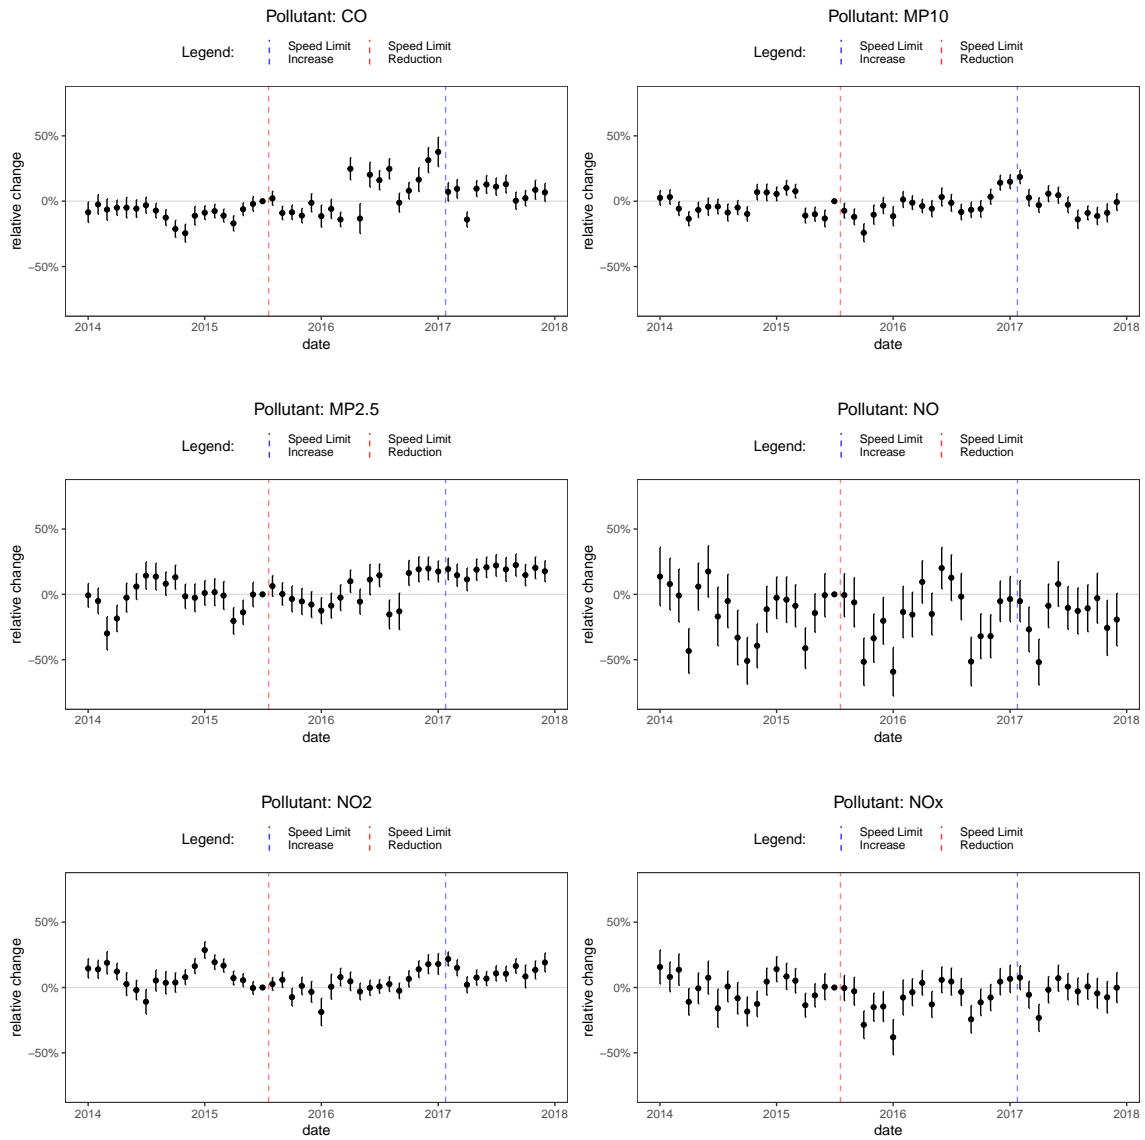 Pollutant: CO
Legend:
Speed Limit
Increase
Speed Limit
Reduction
relative change
50%
0%
−50%
2014
2015
2016
2017
2018
date
Pollutant: MP10
Legend:
Speed Limit
Increase
Speed Limit
Reduction
relative change
50%
0%
−50%
2014
2015
2016
2017
2018
date
Pollutant: MP2.5
Legend:
Speed Limit
Increase
Speed Limit
Reduction
relative change
50%
0%
−50%
2014
2015
2016
2017
2018
date
Pollutant: NO
Legend:
Speed Limit
Increase
Speed Limit
Reduction
relative change
50%
0%
−50%
2014
2015
2016
2017
2018
date
Pollutant: NO2
Legend:
Speed Limit
Increase
Speed Limit
Reduction
relative change
50%
0%
−50%
2014
2015
2016
2017
2018
date
Pollutant: NOx
Legend:
Speed Limit
Increase
Speed Limit
Reduction
relative change
50%
0%
−50%
2014
2015
2016
2017
2018
date